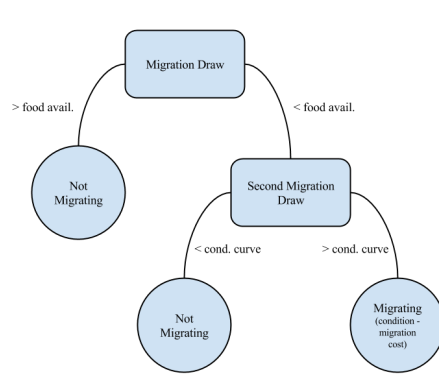 Migration Draw
> food avail.
< food avail.
Not
Migrating
Second Migration
Draw
< cond. curve
> cond. curve
Not
Migrating
Migrating
(condition -
migration
cost)